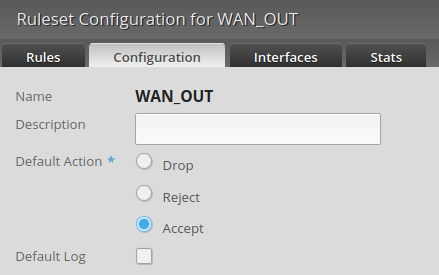 Ruleset Configuration for WAN_OUT
Rules Configuration Interfaces Stats
Name WAN_OUT
Description
Default Action * Drop
Reject
Accept
Default Log